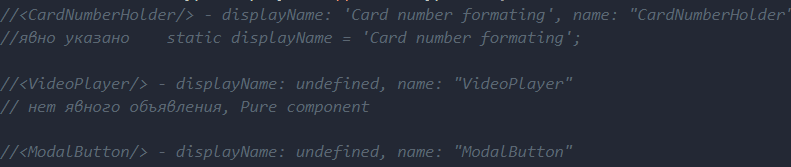 //<CardNumberHolder/> - displayName: 'Card number formating', name: "CardNumberHolder"
//явно указано    static displayName = 'Card number formating';
//<VideoPlayer/> - displayName: undefined, name: "VideoPlayer"
// нет явного обьявления, Pure component
//<ModalButton/> - displayName: undefined, name: "ModalButton"